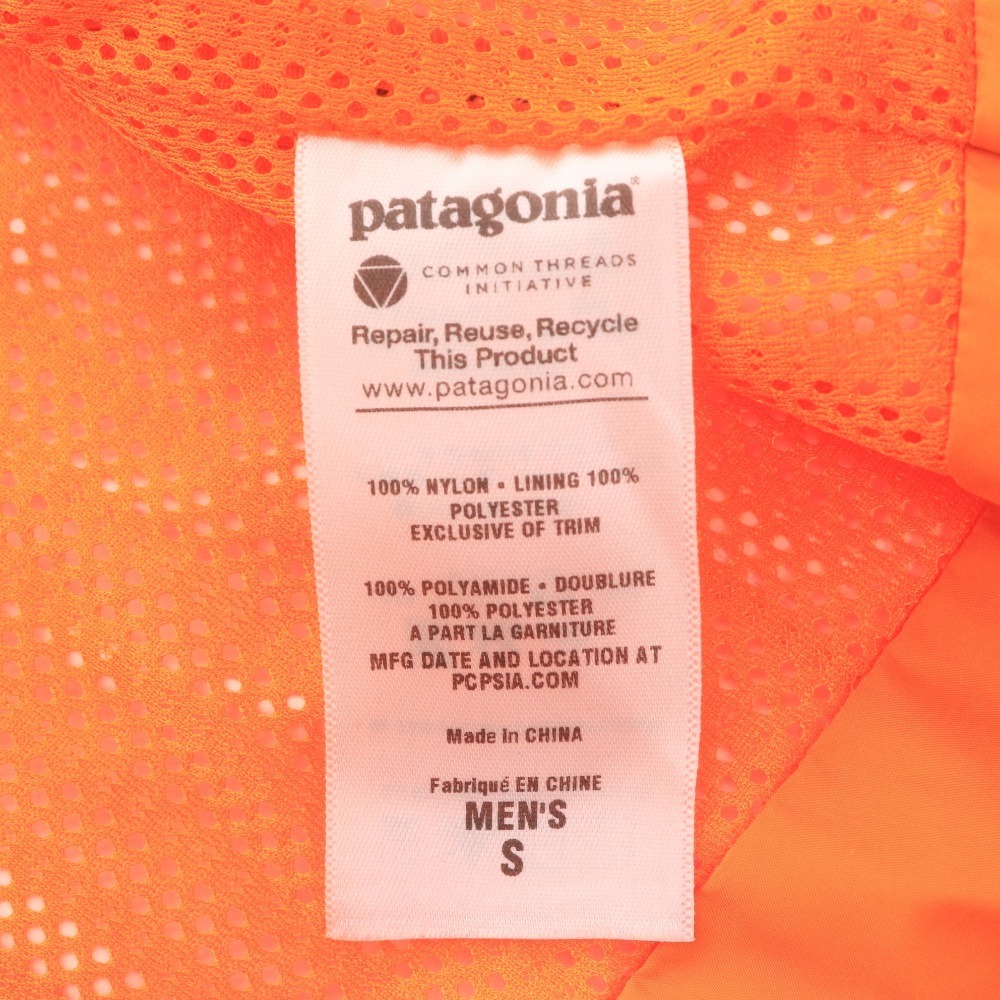 patagonia®
COMMON THREADS
INITIATIVE
Repair, Reuse, Recycle
This Product
www.patagonia.com
100% NYLON • LINING 100%
POLYESTER
EXCLUSIVE OF TRIM
100% POLYAMIDE • DOUBLURE
100% POLYESTER
A PART LA GARNITURE
MFG DATE AND LOCATION AT
PCPSIA.COM
Made in CHINA
Fabriqué EN CHINE
MEN'S
S